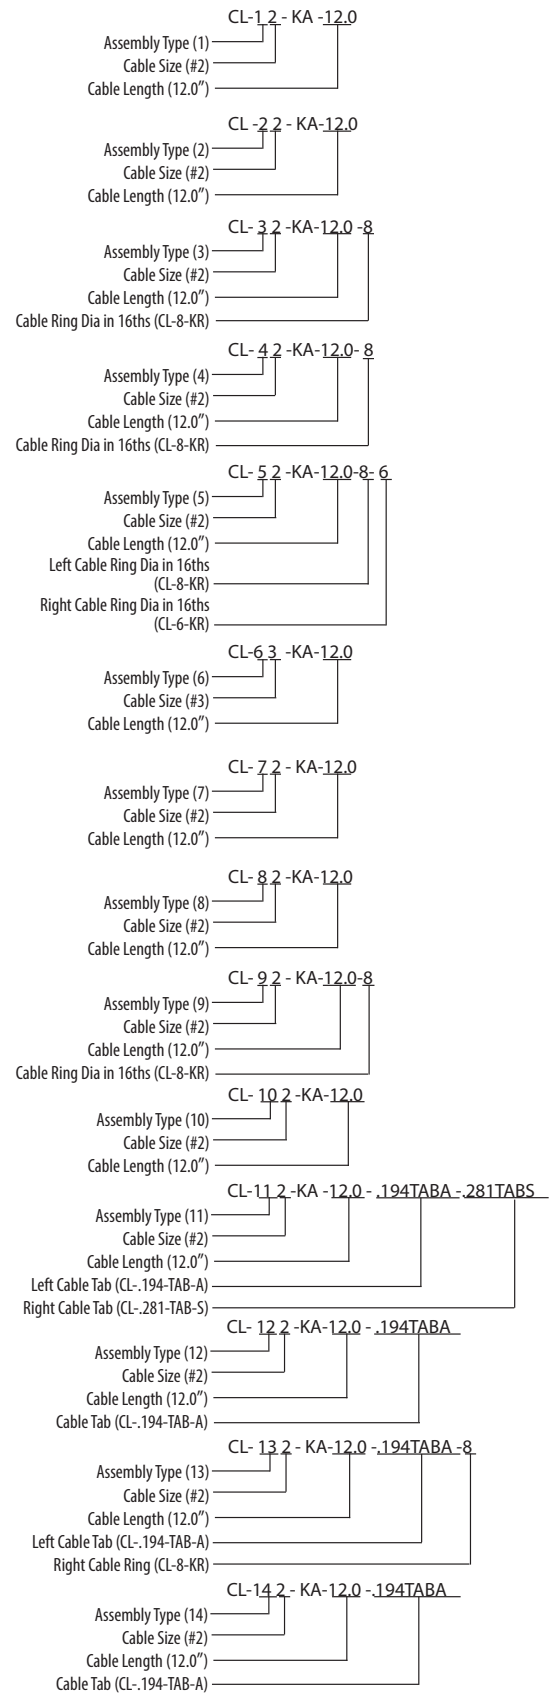 CL-1 2 - KA -12.0
Assembly Type (1)
Cable Size (#2)
Cable Length (12.0")
CL -2 2 - KA-12.0
Assembly Type (2)
Cable Size (#2)
Cable Length (12.0")
CL- 3 2 -KA-12.0 -8
Assembly Type (3)
Cable Size (#2)
Cable Length (12.0")
Cable Ring Dia in 16ths (CL-8-KR)
CL- 4 2 -KA-12.0- 8
Assembly Type (4)
Cable Size (#2)
Cable Length (12.0")
Cable Ring Dia in 16ths (CL-8-KR)
CL- 5 2 -KA-12.0-8- 6
Assembly Type (5)
Cable Size (#2)
Cable Length (12.0")
Left Cable Ring Dia in 16ths
(CL-8-KR)
Right Cable Ring Dia in 16ths
(CL-6-KR)
CL-6 3 -KA-12.0
Assembly Type (6)
Cable Size (#3)
Cable Length (12.0")
CL- 7 2 - KA-12.0
Assembly Type (7)
Cable Size (#2)
Cable Length (12.0")
CL- 8 2 -KA-12.0
Assembly Type (8)
Cable Size (#2)
Cable Length (12.0")
CL- 9 2 - KA-12.0-8
Assembly Type (9)
Cable Size (#2)
Cable Length (12.0")
Cable Ring Dia in 16ths (CL-8-KR)
CL- 10 2 -KA-12.0
Assembly Type (10)
Cable Size (#2)
Cable Length (12.0")
CL-11 2 -KA -12.0 - .194TABA -.281TABS
Assembly Type (11)
Cable Size (#2)
Cable Length (12.0")
Left Cable Tab (CL-.194-TAB-A)
Right Cable Tab (CL-.281-TAB-S)
CL- 12 2 -KA-12.0 - .194TABA
Assembly Type (12)
Cable Size (#2)
Cable Length (12.0")
Cable Tab (CL-.194-TAB-A)
CL- 13 2 - KA-12.0 -.194TABA -8
Assembly Type (13)
Cable Size (#2)
Cable Length (12.0")
Left Cable Tab (CL-.194-TAB-A)
Right Cable Ring (CL-8-KR)
CL-14 2 - KA-12.0 -.194TABA
Assembly Type (14)
Cable Size (#2)
Cable Length (12.0")
Cable Tab (CL-.194-TAB-A)